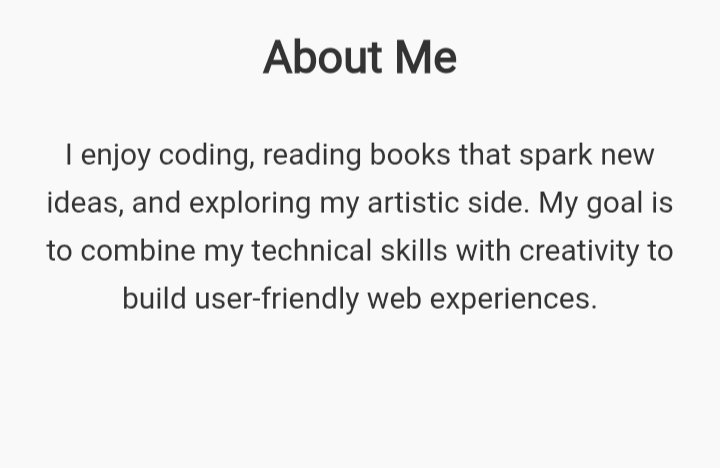 About Me
I enjoy coding, reading books that spark new
ideas, and exploring my artistic side. My goal is
to combine my technical skills with creativity to
build user-friendly web experiences.